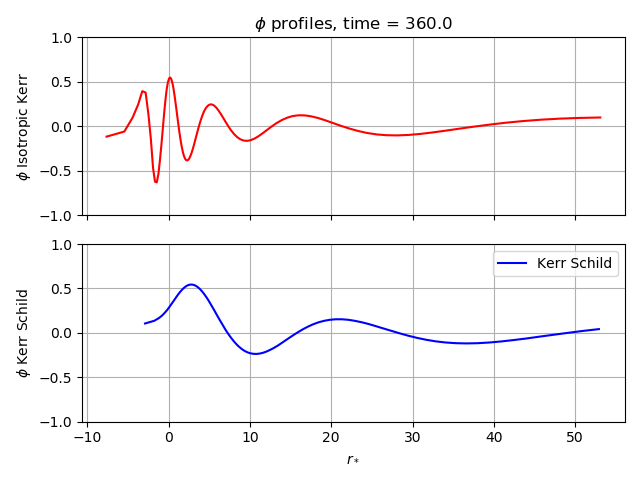 ϕ profiles, time = 360.0
1.0
0.5
0.0
−0.5
−1.0
ϕ Isotropic Kerr
1.0
0.5
0.0
−0.5
−1.0
ϕ Kerr Schild
Kerr Schild
−10 0 10 20 30 40 50
r*